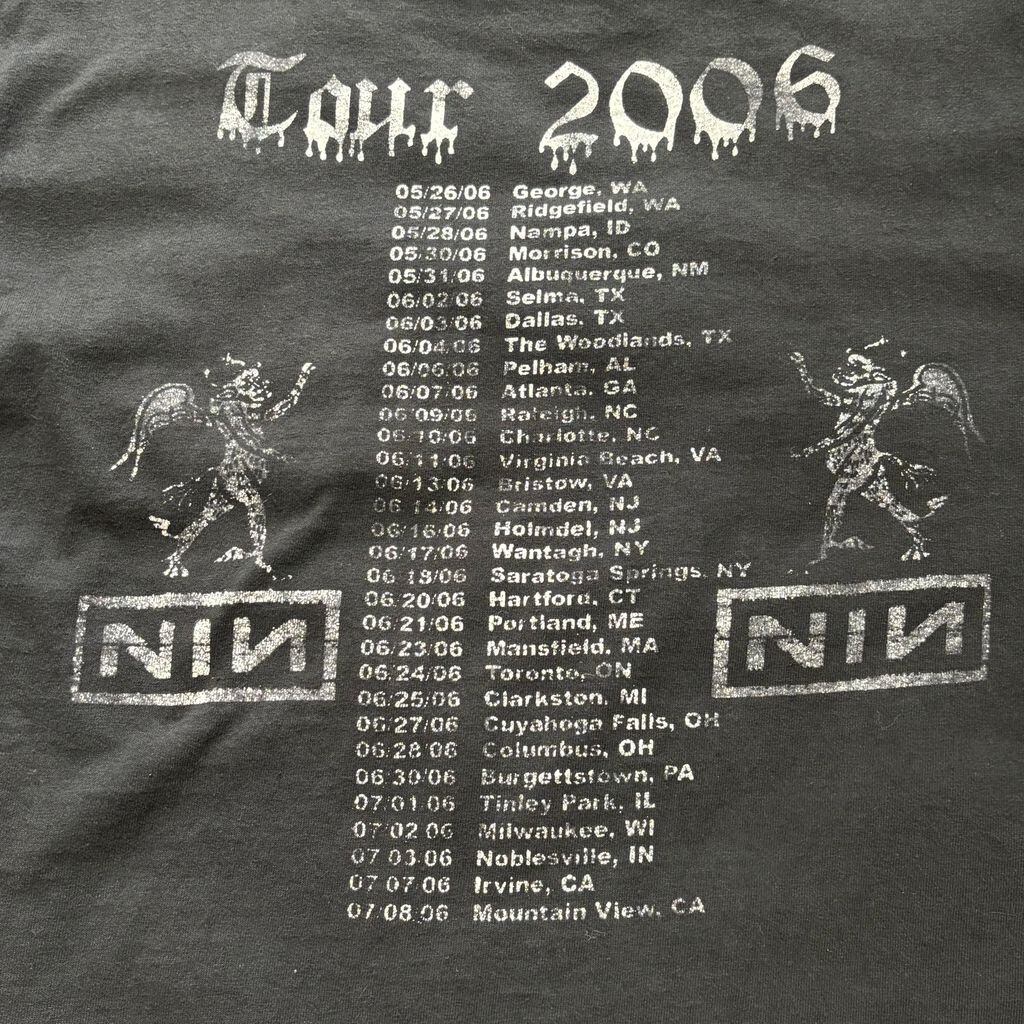 Tour 2006
05/26/06 George, WA
05/27/06 Ridgefield, WA
05/28/06 Nampa, ID
05/30/06 Morrison, CO
05/31/06 Albuquerque, NM
06/02/06 Selma, TX
06/03/06 Dallas, TX
06/04/06 The Woodlands, TX
06/06/06 Pelham, AL
06/07/06 Atlanta, GA
06/09/06 Raleigh, NC
06/10/06 Charlotte, NC
06/11/06 Virginia Beach, VA
06/13/06 Bristow, VA
06/14/06 Camden, NJ
06/16/06 Holmdel, NJ
06/17/06 Wantagh, NY
06/18/06 Saratoga Springs, NY
06/20/06 Hartford, CT
06/21/06 Portland, ME
06/23/06 Mansfield, MA
06/24/06 Toronto, ON
06/25/06 Clarkston, MI
06/27/06 Cuyahoga Falls, OH
06/28/06 Columbus, OH
06/30/06 Burgettstown, PA
07/01/06 Tinley Park, IL
07/02/06 Milwaukee, WI
07/03/06 Noblesville, IN
07/07/06 Irvine, CA
07/08/06 Mountain View, CA
NIN
NIN